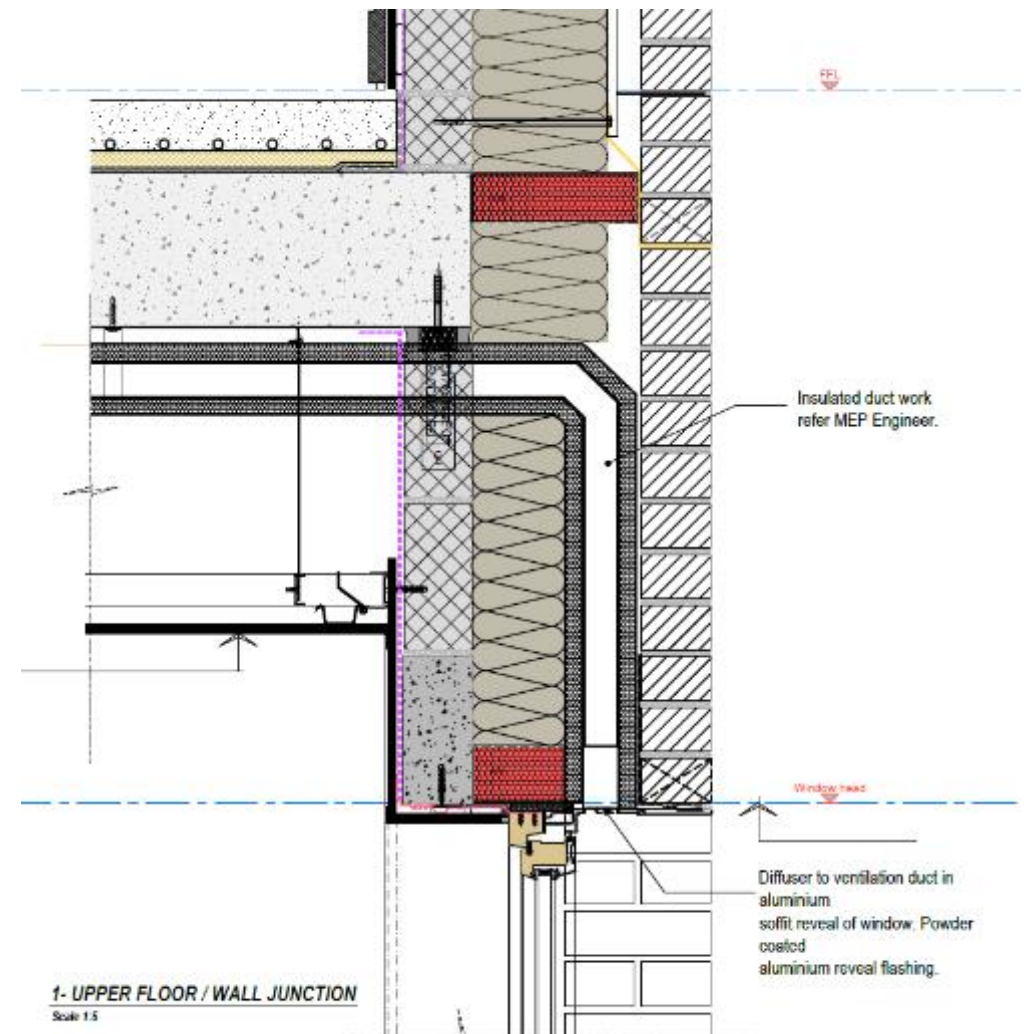 FFL
Insulated duct work
refer MEP Engineer.
Window head
Diffuser to ventilation duct in
aluminium
soffit reveal of window. Powder
coated
aluminium reveal flashing.
1- UPPER FLOOR / WALL JUNCTION
Scale 1:5